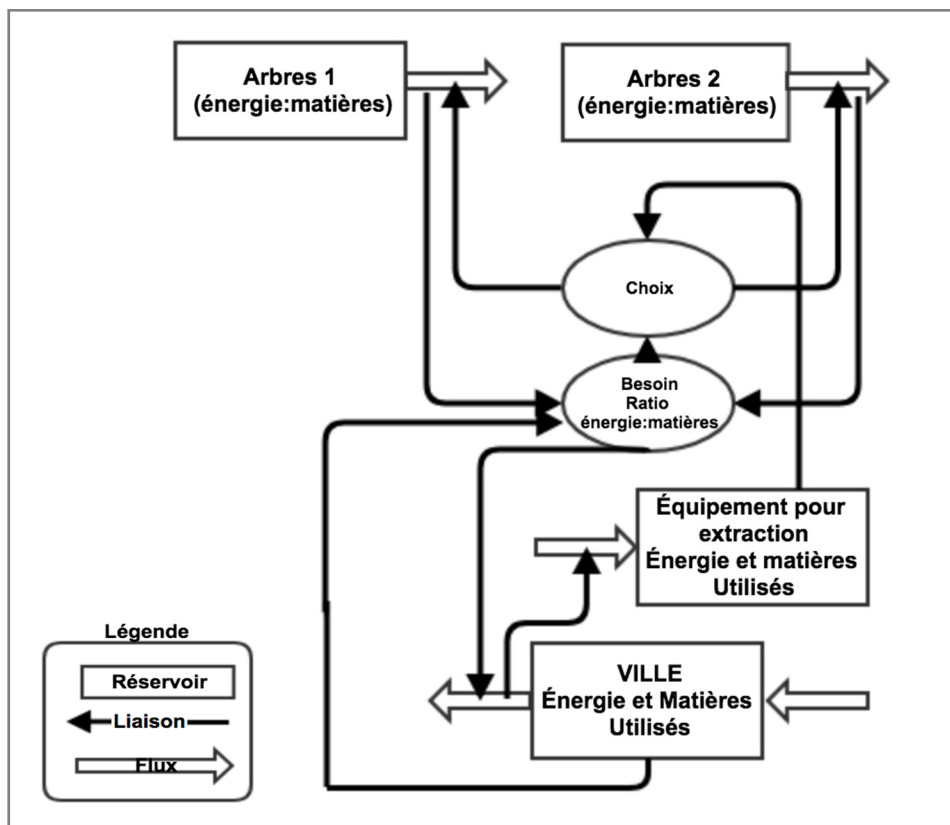 Arbres 1
(énergie:matières)
Arbres 2
(énergie:matières)
Choix
Besoin
Ratio
énergie:matières
Équipement pour
extraction
Énergie et matières
Utilisés
VILLE
Énergie et Matières
Utilisés
Légende
Réservoir
Liaison
Flux